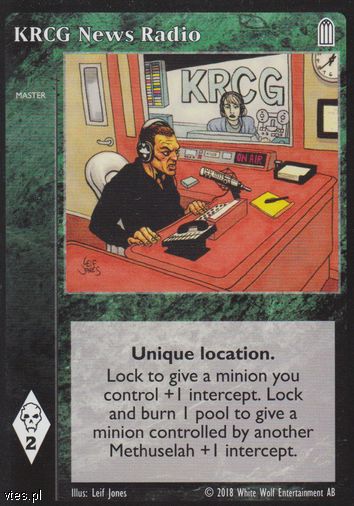 KRCG News Radio
MASTER
KRCG
ON AIR
LEIF
JONES
Unique location.
Lock to give a minion you
control +1 intercept. Lock
and burn 1 pool to give a
minion controlled by another
Methuselah +1 intercept.
2
Illus: Leif Jones
© 2018 White Wolf Entertainment AB
vtes.pl